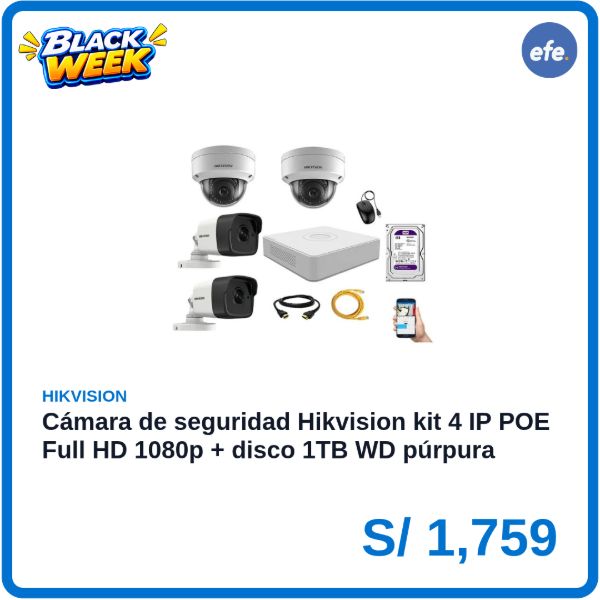 BLACK
WEEK
efe.
HIKVISION
Cámara de seguridad Hikvision kit 4 IP POE
Full HD 1080p + disco 1TB WD púrpura
S/ 1,759